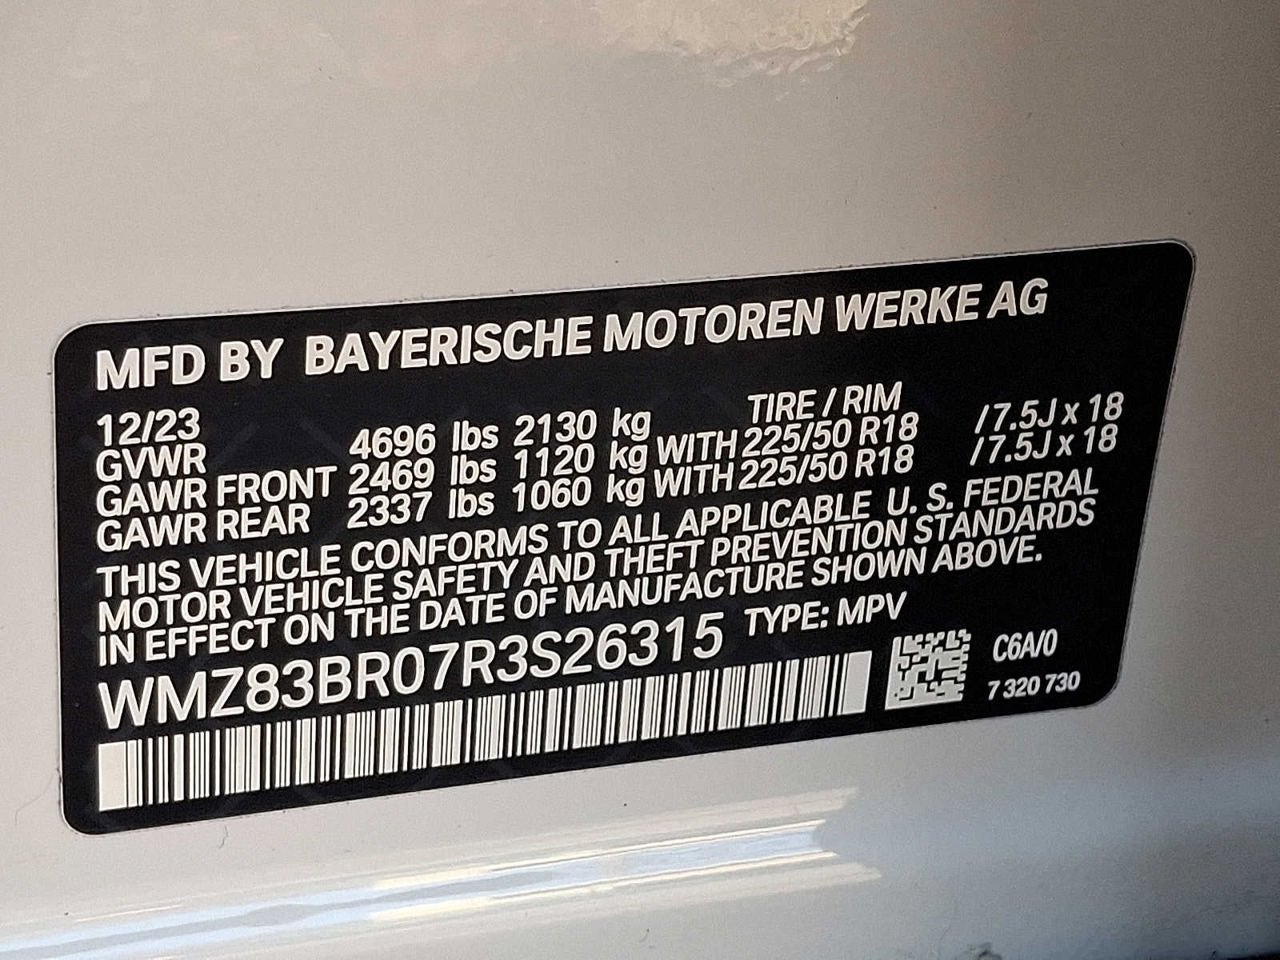 MFD BY BAYERISCHE MOTOREN WERKE AG
12/23 TIRE / RIM
GVWR 4696 lbs 2130 kg
GAWR FRONT 2469 lbs 1120 kg WITH 225/50 R18 /7.5J x 18
GAWR REAR 2337 lbs 1060 kg WITH 225/50 R18 /7.5J x 18
THIS VEHICLE CONFORMS TO ALL APPLICABLE U. S. FEDERAL
MOTOR VEHICLE SAFETY AND THEFT PREVENTION STANDARDS
IN EFFECT ON THE DATE OF MANUFACTURE SHOWN ABOVE.
WMZ83BR07R3S26315 TYPE: MPV
C6A/0
7 320 730